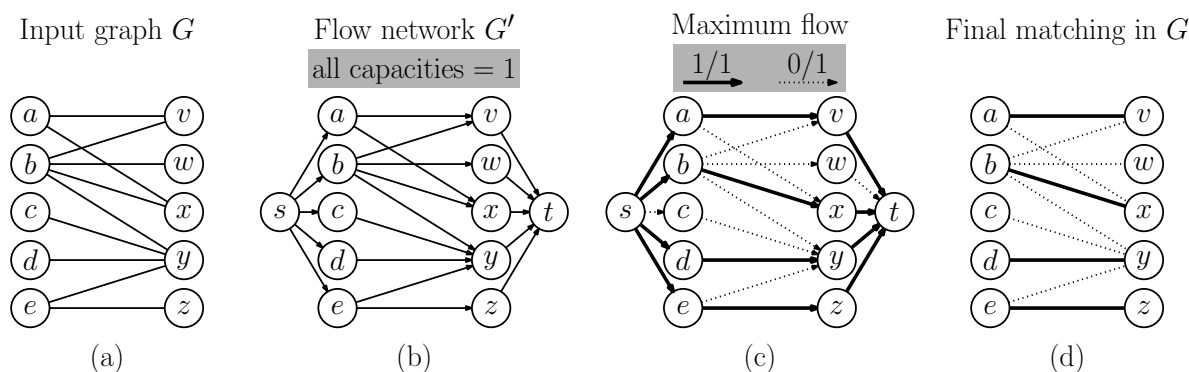 Input graph G
Flow network G′
all capacities = 1
Maximum flow
1/1 0/1
Final matching in G
a v
b w
c x
d y
e z
(a)
a v
b w
s c x t
d y
e z
(b)
a v
b w
s c x t
d y
e z
(c)
a v
b w
c x
d y
e z
(d)